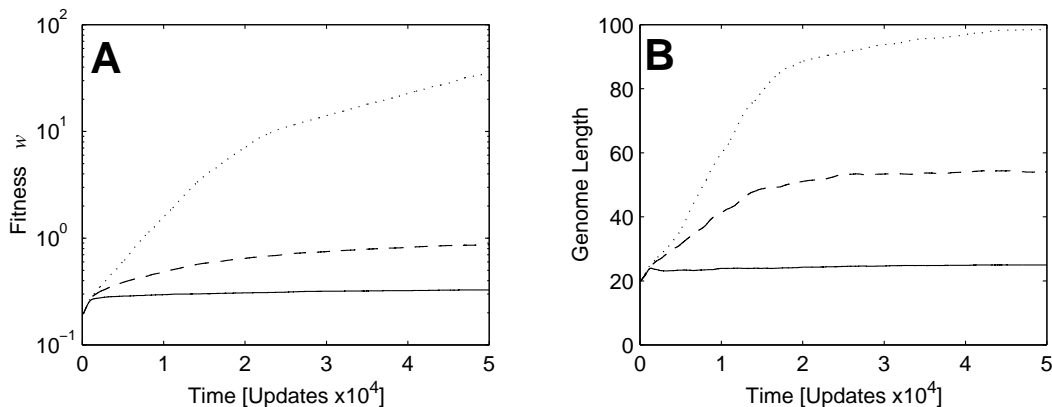 A
Fitness w
10^2
10^1
10^0
10^-1
0 1 2 3 4 5
Time [Updates x10^4]
B
Genome Length
100
80
60
40
20
0
0 1 2 3 4 5
Time [Updates x10^4]